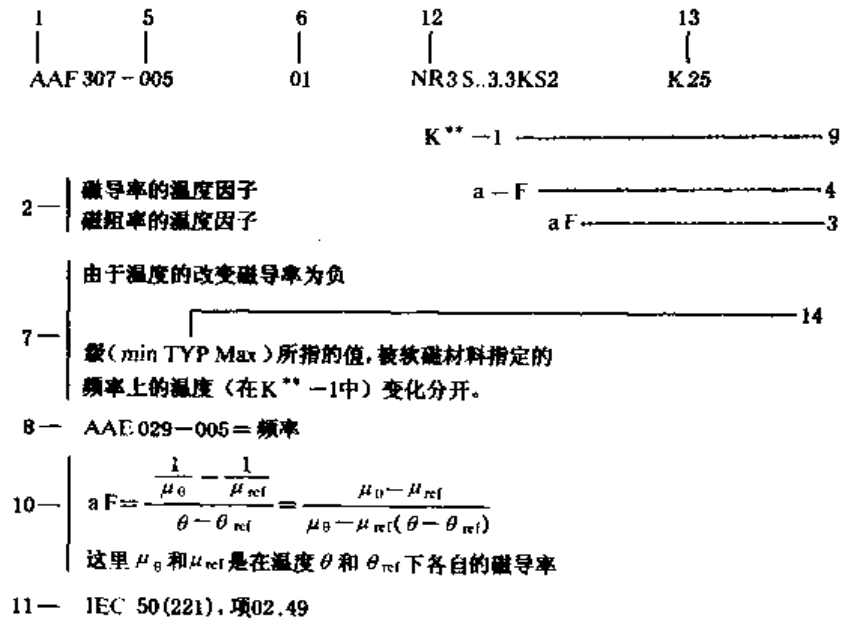 1 5 6 12 13
AAF 307-005 01 NR3 S..3.3KS2 K25
K** -1 9
2 磁导率的温度因子 a-F 4
磁阻率的温度因子 aF 3
由于温度的改变磁导率为负
7 14
级(min TYP Max)所指的值,被软磁材料指定的
频率上的温度(在K** -1中)变化分开。
8 AAE 029-005=频率
10 aF= (1/μθ - 1/μref)/(θ-θref) = (μθ-μref)/(μθ-μref(θ-θref))
这里μθ和μref是在温度θ和θref下各自的磁导率
11 IEC 50(221),项02.49